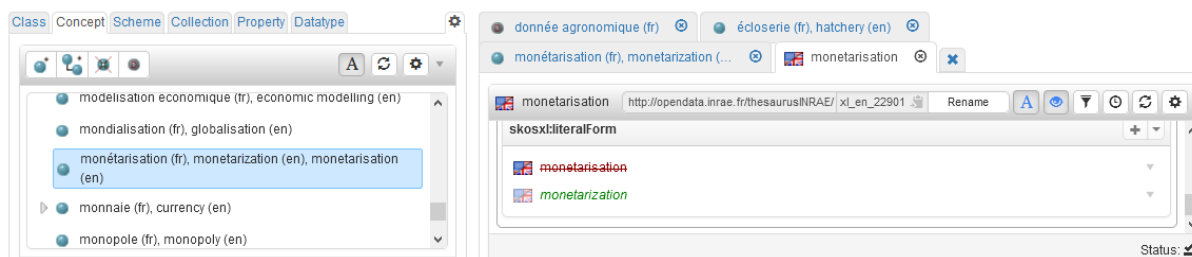 Class Concept Scheme Collection Property Datatype
A
modélisation économique (fr), economic modelling (en)
mondialisation (fr), globalisation (en)
monétarisation (fr), monetarization (en), monetarisation
(en)
monnaie (fr), currency (en)
monopole (fr), monopoly (en)
donnée agronomique (fr) écloserie (fr), hatchery (en)
monétarisation (fr), monetarization (... monetarisation
monetarisation http://opendata.inrae.fr/thesaurusINRAE/ xl_en_22901 Rename A
skosxl:literalForm
monetarisation
monetarization
Status: